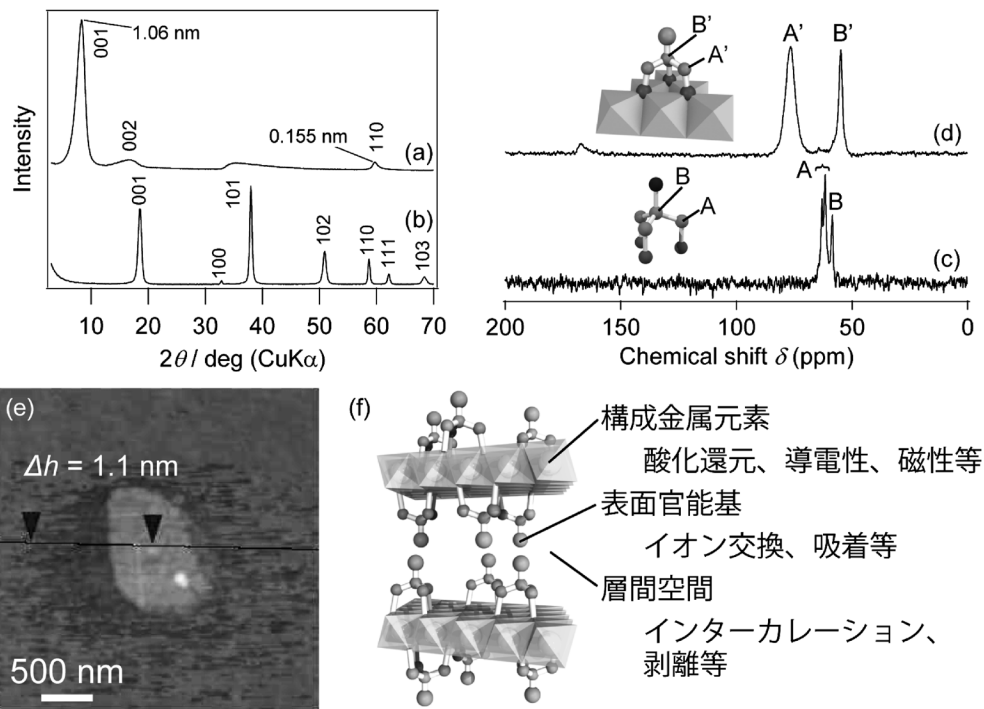 1.06 nm
001
002
0.155 nm
110
(a)
001
100
101
102
110
111
103
(b)
Intensity
10 20 30 40 50 60 70
2θ / deg (CuKα)
B’
A’
A’
B’
(d)
B
A
A
B
(c)
200 150 100 50 0
Chemical shift δ (ppm)
(e)
Δh = 1.1 nm
500 nm
(f)
構成金属元素
酸化還元、導電性、磁性等
表面官能基
イオン交換、吸着等
層間空間
インターカレーション、
剥離等